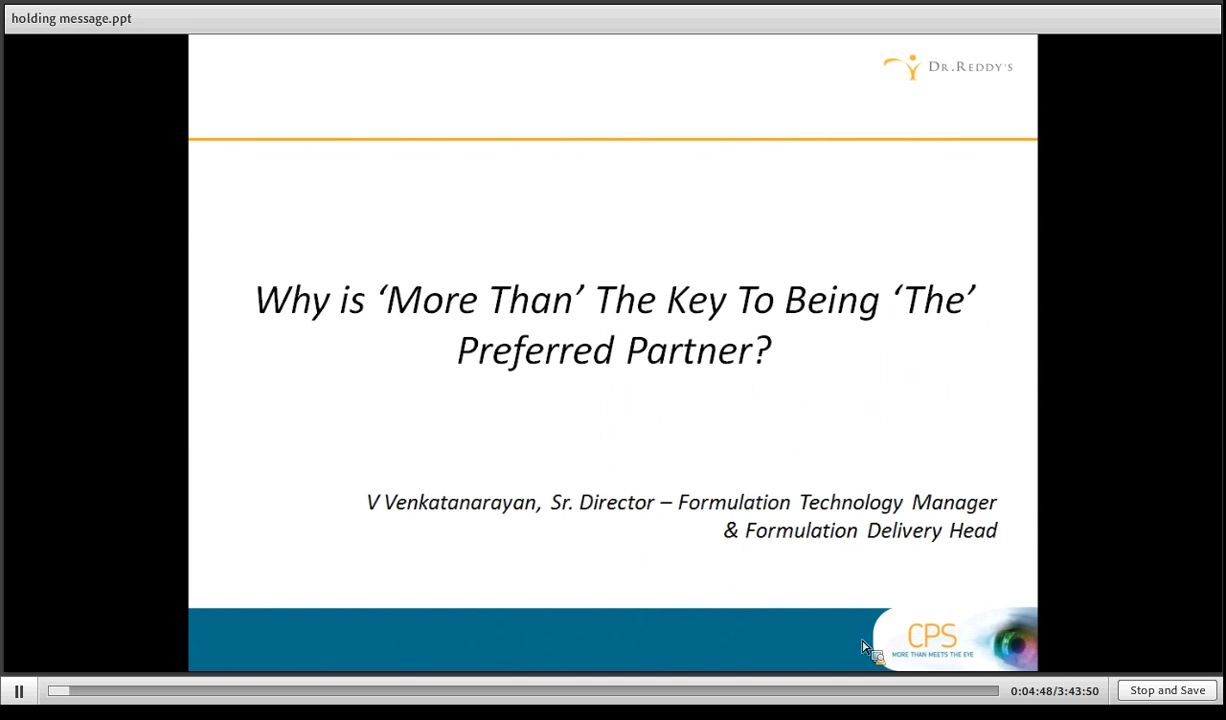 holding message.ppt
DR.REDDY'S
Why is ‘More Than’ The Key To Being ‘The’
Preferred Partner?
V Venkatanarayan, Sr. Director – Formulation Technology Manager
& Formulation Delivery Head
CPS
MORE THAN MEETS THE EYE
0:04:48/3:43:50
Stop and Save